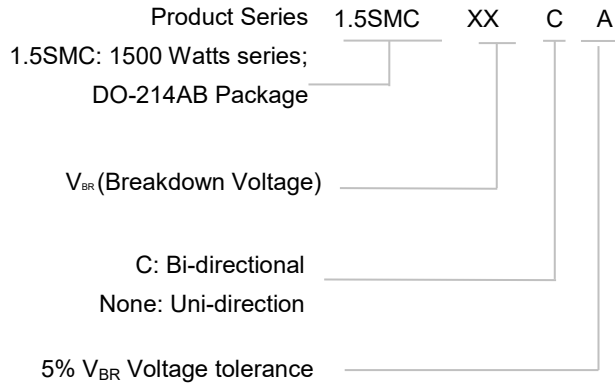 Product Series 1.5SMC XX C A
1.5SMC: 1500 Watts series;
DO-214AB Package
VBR (Breakdown Voltage)
C: Bi-directional
None: Uni-direction
5% VBR Voltage tolerance